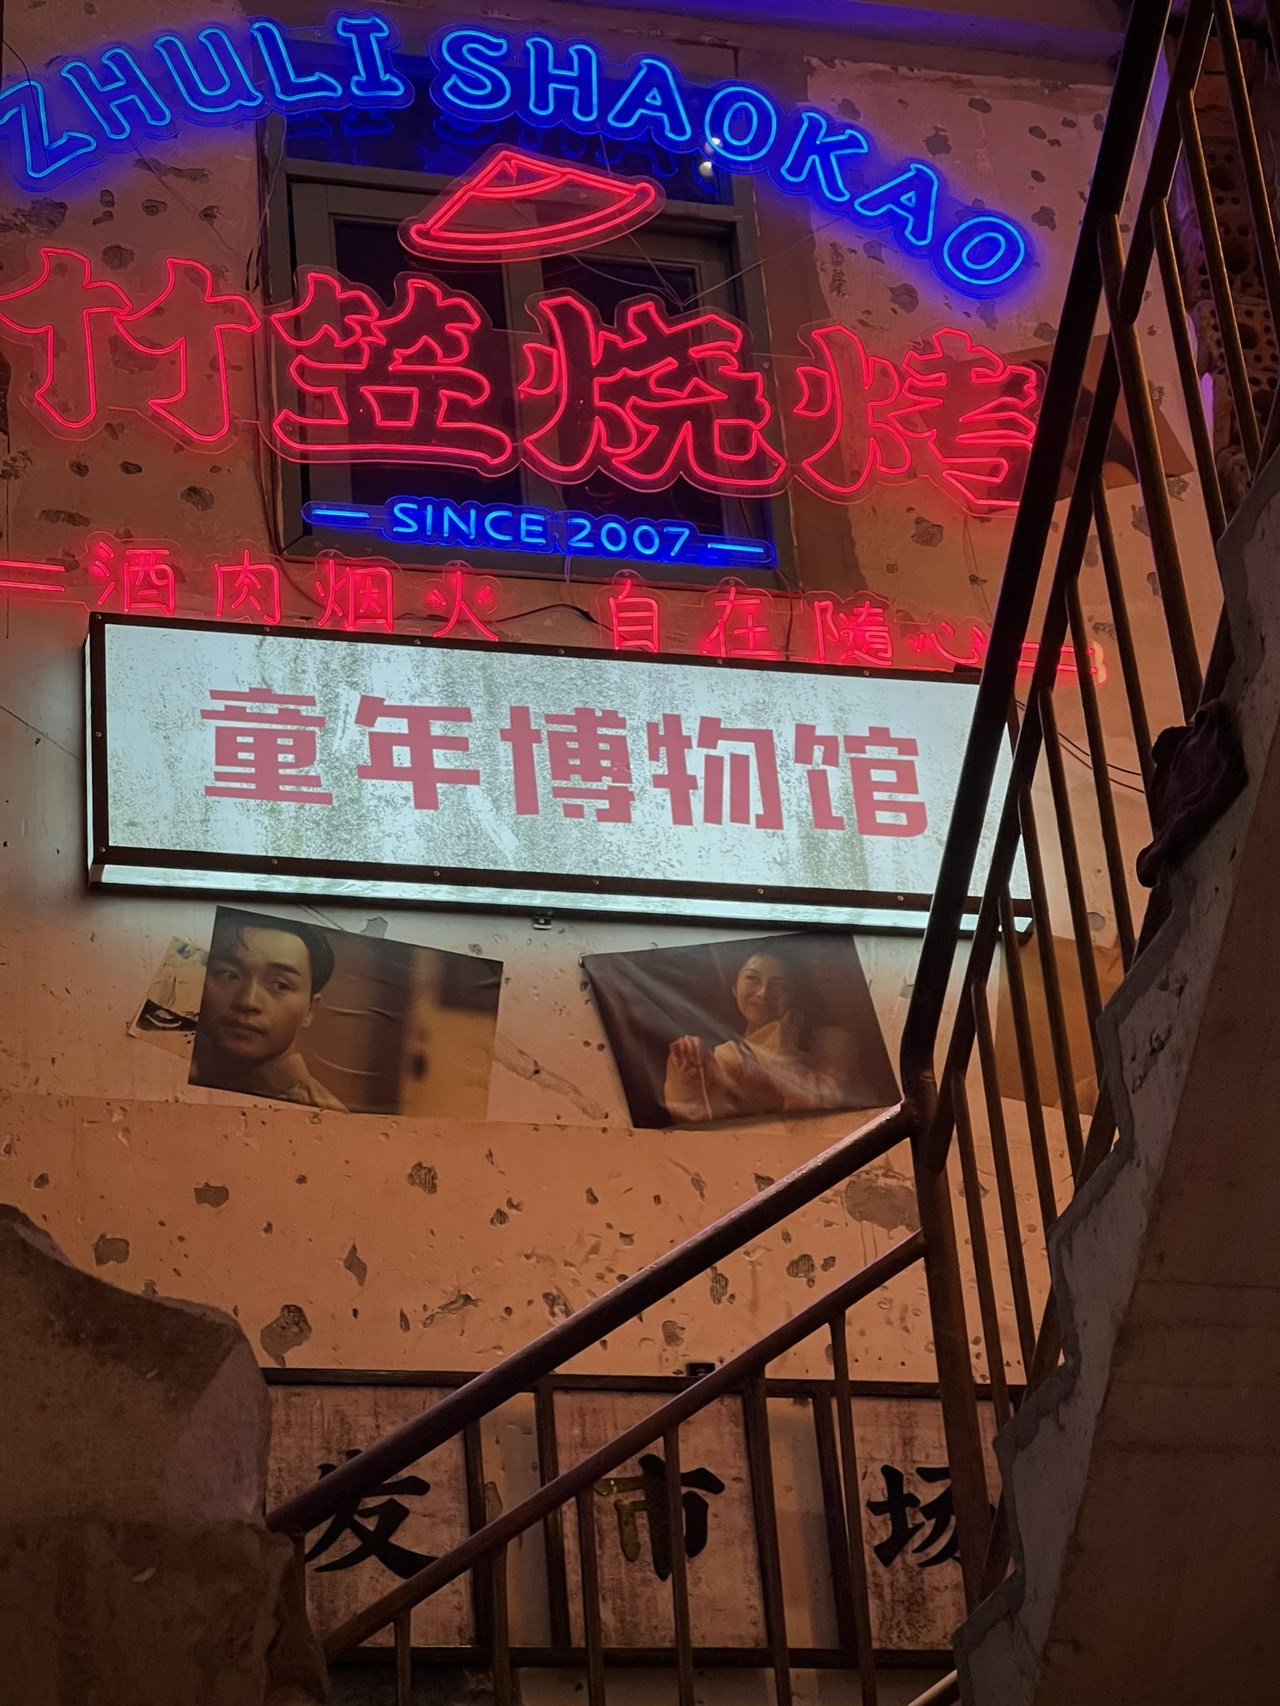 ZHULI SHAOKAO
竹笠烧烤
SINCE 2007
酒肉烟火 自在随心
童年博物馆
发市场